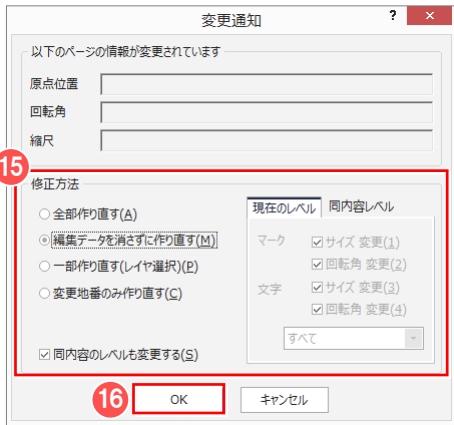 変更通知
?
×
以下のページの情報が変更されています
原点位置
回転角
縮尺
15
修正方法
全部作り直す(A)
編集データを消さずに作り直す(M)
一部作り直す(レイヤ選択)(P)
変更地番のみ作り直す(C)
同内容のレベルも変更する(S)
現在のレベル 同内容レベル
マーク サイズ 変更(1)
回転角 変更(2)
文字 サイズ 変更(3)
回転角 変更(4)
すべて
16
OK
キャンセル